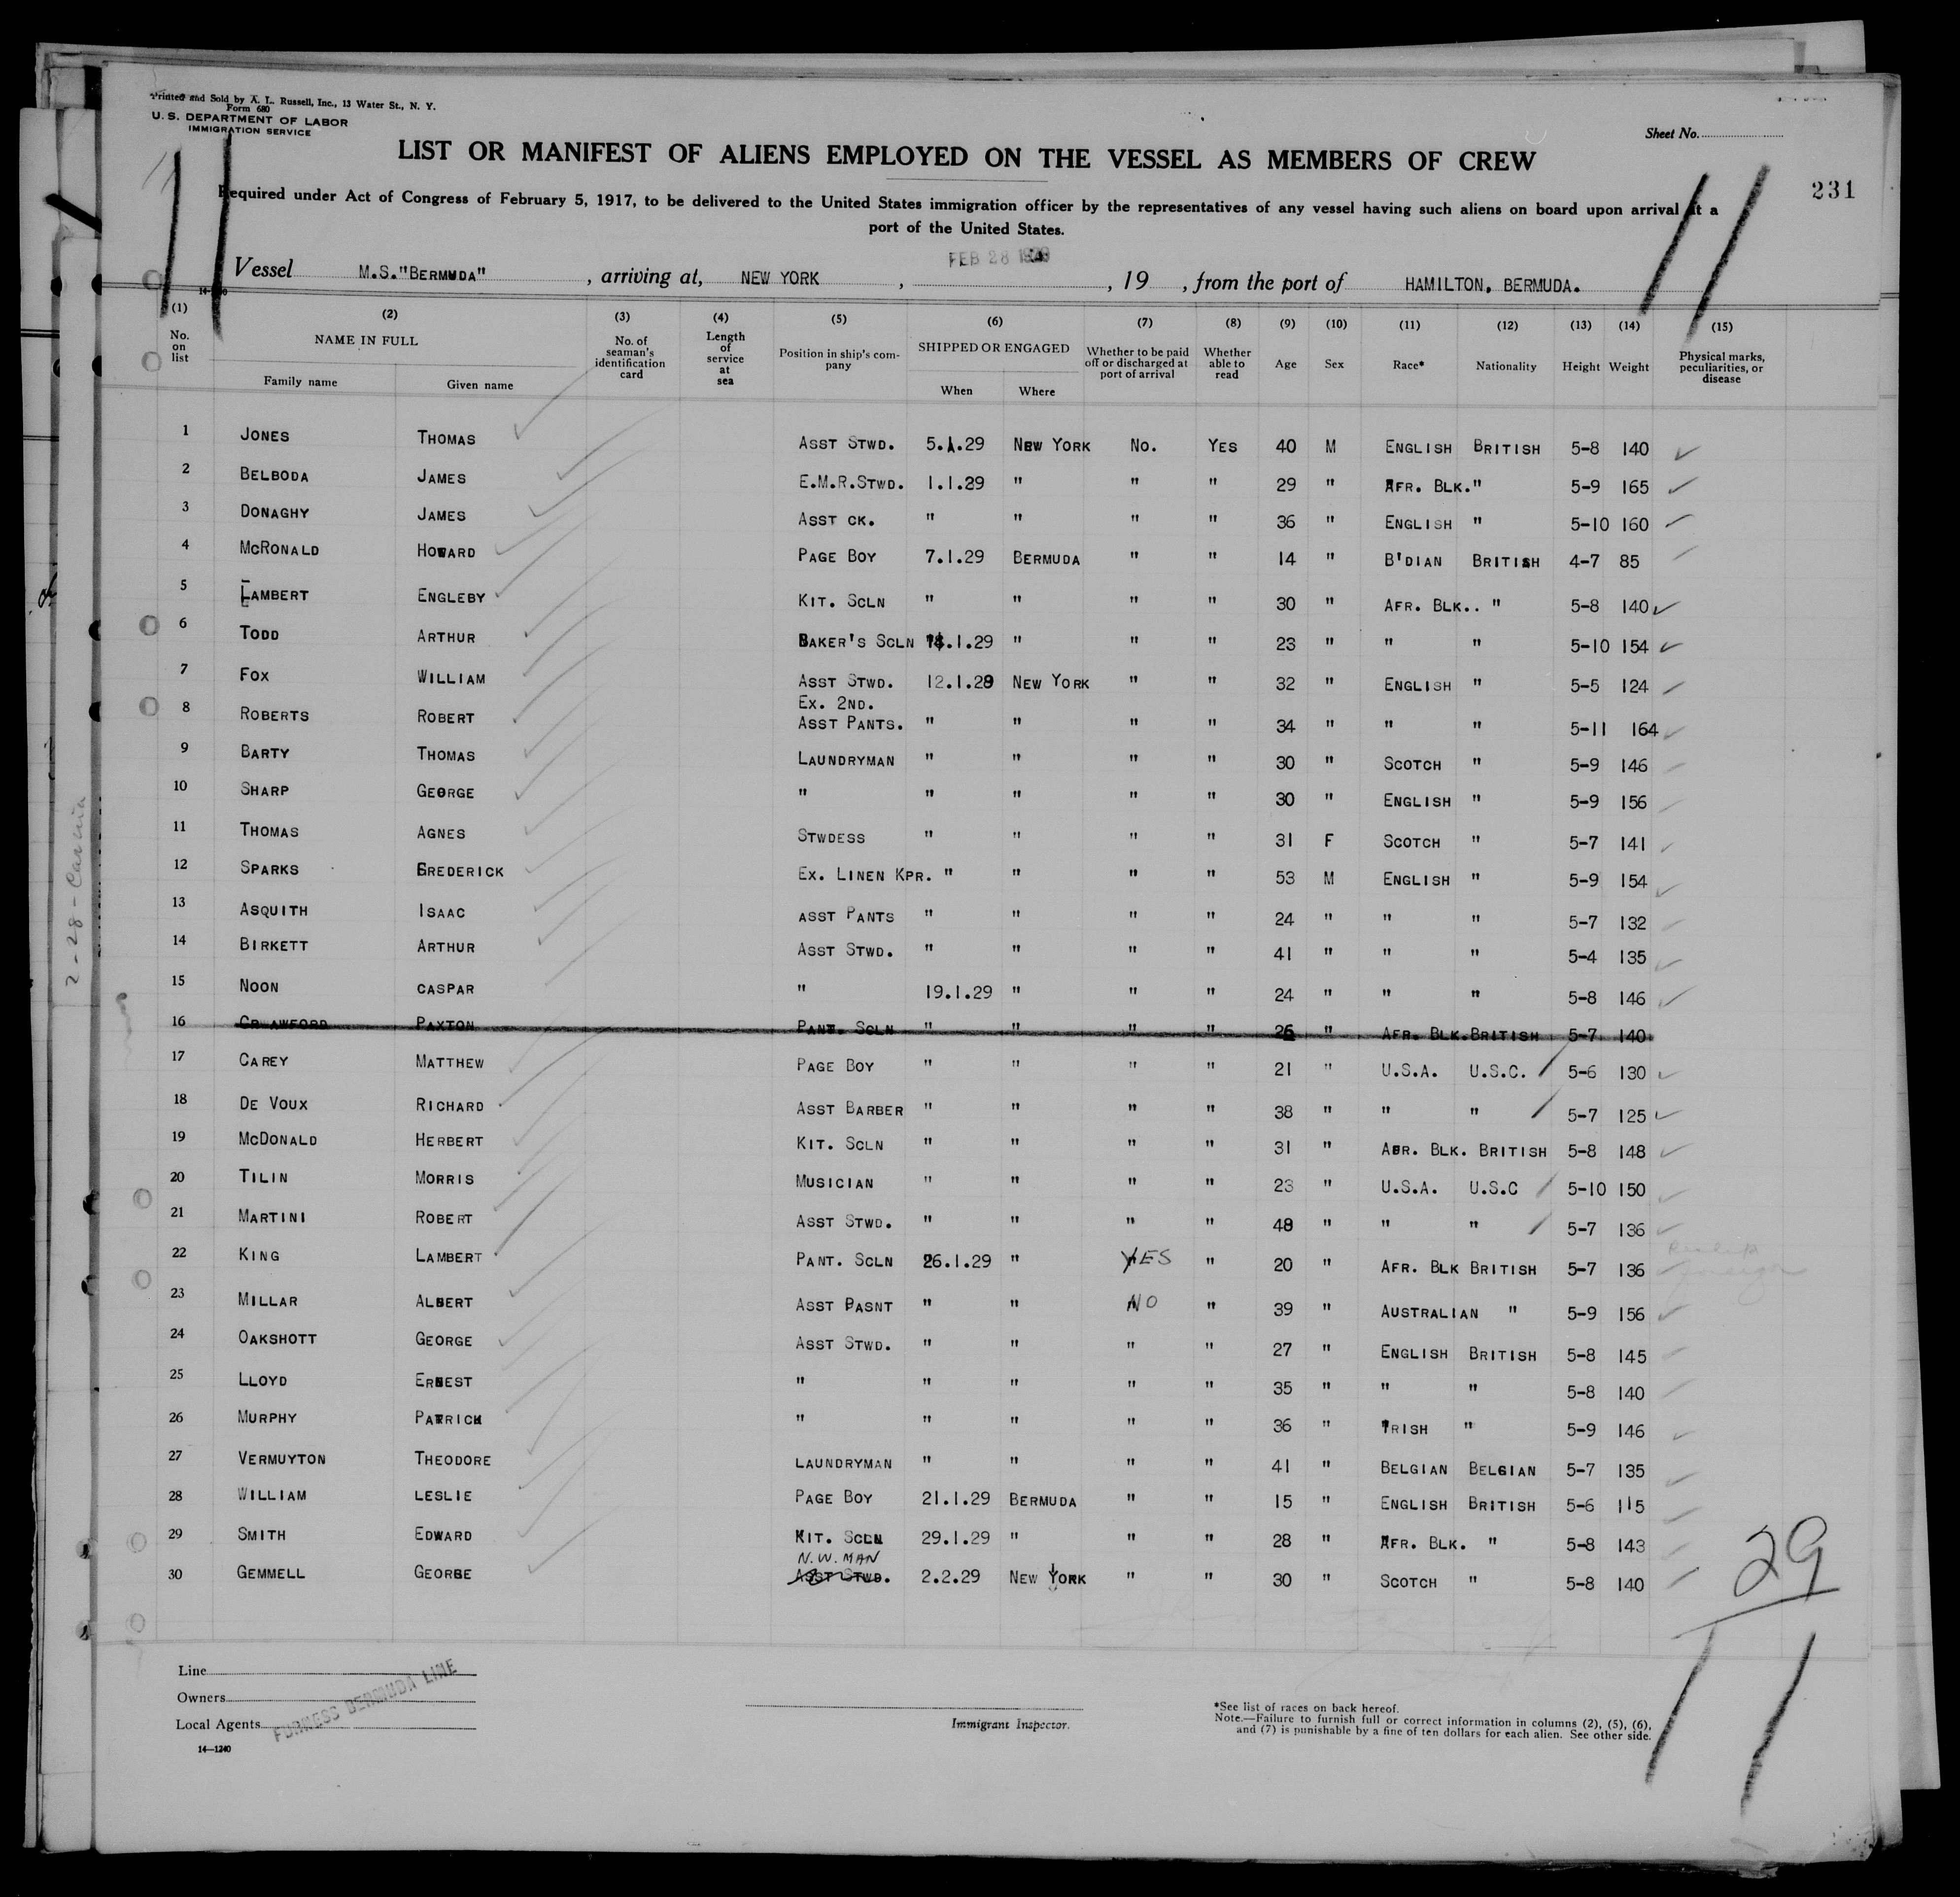 Printed and Sold by A. L. Russell, Inc., 13 Water St., N. Y.
Form 680
U. S. DEPARTMENT OF LABOR
IMMIGRATION SERVICE
Sheet No.
LIST OR MANIFEST OF ALIENS EMPLOYED ON THE VESSEL AS MEMBERS OF CREW
231
Required under Act of Congress of February 5, 1917, to be delivered to the United States immigration officer by the representatives of any vessel having such aliens on board upon arrival at a
port of the United States.
FEB 28
Vessel M.S."BERMUDA" , arriving at, NEW YORK , , 19 , from the port of HAMILTON, BERMUDA.
(1) (2) (3) (4) (5) (6) (7) (8) (9) (10) (11) (12) (13) (14) (15)
No. on list NAME IN FULL No. of seaman's identification card Length of service at sea Position in ship's company SHIPPED OR ENGAGED Whether to be paid off or discharged at port of arrival Whether able to read Age Sex Race* Nationality Height Weight Physical marks, peculiarities, or disease
Family name Given name When Where
1 JONES THOMAS ASST STWD. 5.1.29 NEW YORK No. YES 40 M ENGLISH BRITISH 5-8 140
2 BELBODA JAMES E.M.R.STWD. 1.1.29 " " " 29 " AFR. BLK." 5-9 165
3 DONAGHY JAMES ASST CK. " " " " 36 " ENGLISH " 5-10 160
4 McRONALD HOWARD PAGE BOY 7.1.29 BERMUDA " " 14 " B'DIAN BRITISH 4-7 85
5 LAMBERT ENGLEBY KIT. SCLN " " " " 30 " AFR. BLK.. " 5-8 140
6 TODD ARTHUR BAKER'S SCLN .1.29 " " " 23 " " " 5-10 154
7 FOX WILLIAM ASST STWD. 12.1.29 NEW YORK " " 32 " ENGLISH " 5-5 124
EX. 2ND.
8 ROBERTS ROBERT ASST PANTS. " " " " 34 " " " 5-11 164
9 BARTY THOMAS LAUNDRYMAN " " " " 30 " SCOTCH " 5-9 146
10 SHARP GEORGE " " " " " 30 " ENGLISH " 5-9 156
11 THOMAS AGNES STWDESS " " " " 31 F SCOTCH " 5-7 141
12 SPARKS GREDERICK EX. LINEN KPR. " " " " 53 M ENGLISH " 5-9 154
13 ASQUITH ISAAC ASST PANTS " " " " 24 " " " 5-7 132
14 BIRKETT ARTHUR ASST STWD. " " " " 41 " " " 5-4 135
15 NOON CASPAR " 19.1.29 " " " 24 " " " 5-8 146
16 CRAWFORD PAXTON PANT. SCLN " " " " 26 " AFR. BLK.BRITISH 5-7 140
17 CAREY MATTHEW PAGE BOY " " " " 21 " U.S.A. U.S.C. 5-6 130
18 DE VOUX RICHARD ASST BARBER " " " " 38 " " " 5-7 125
19 McDONALD HERBERT KIT. SCLN " " " " 31 " AFR. BLK. BRITISH 5-8 148
20 TILIN MORRIS MUSICIAN " " " " 23 " U.S.A. U.S.C 5-10 150
21 MARTINI ROBERT ASST STWD. " " " " 48 " " " 5-7 136
22 KING LAMBERT PANT. SCLN 26.1.29 " YES " 20 " AFR. BLK BRITISH 5-7 136
23 MILLAR ALBERT ASST PASNT " " NO " 39 " AUSTRALIAN " 5-9 156
24 OAKSHOTT GEORGE ASST STWD. " " " " 27 " ENGLISH BRITISH 5-8 145
25 LLOYD ERNEST " " " " " 35 " " " 5-8 140
26 MURPHY PATRICK " " " " " 36 " IRISH " 5-9 146
27 VERMUYTON THEODORE LAUNDRYMAN " " " " 41 " BELGIAN BELGIAN 5-7 135
28 WILLIAM LESLIE PAGE BOY 21.1.29 BERMUDA " " 15 " ENGLISH BRITISH 5-6 115
29 SMITH EDWARD KIT. SCLN 29.1.29 " " " 28 " AFR. BLK. " 5-8 143
N.W. MAN
30 GEMMELL GEORGE ASST STWD. 2.2.29 NEW YORK " " 30 " SCOTCH " 5-8 140
29
Line
Owners
Local Agents
FURNESS BERMUDA LINE
14—1240
Immigrant Inspector.
*See list of races on back hereof.
Note.—Failure to furnish full or correct information in columns (2), (5), (6),
and (7) is punishable by a fine of ten dollars for each alien. See other side.